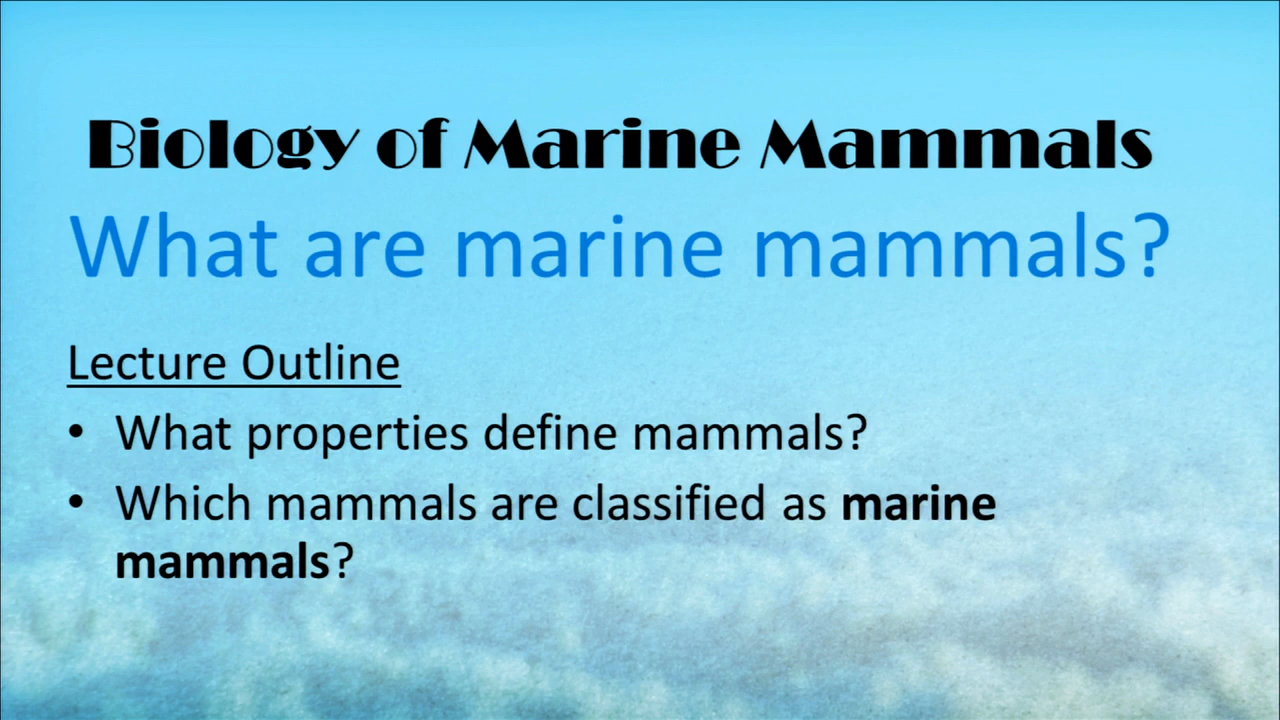 Biology of Marine Mammals
What are marine mammals?
Lecture Outline
• What properties define mammals?
• Which mammals are classified as marine
mammals?